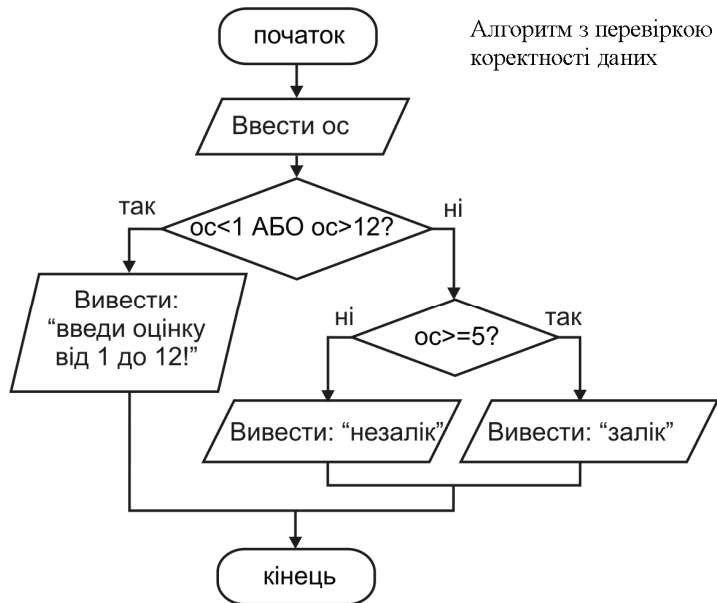 початок
Алгоритм з перевіркою
коректності даних
Ввести ос
так
ні
ос<1 АБО ос>12?
Вивести:
“введи оцінку
від 1 до 12!”
ні
так
ос>=5?
Вивести: “незалік”
Вивести: “залік”
кінець